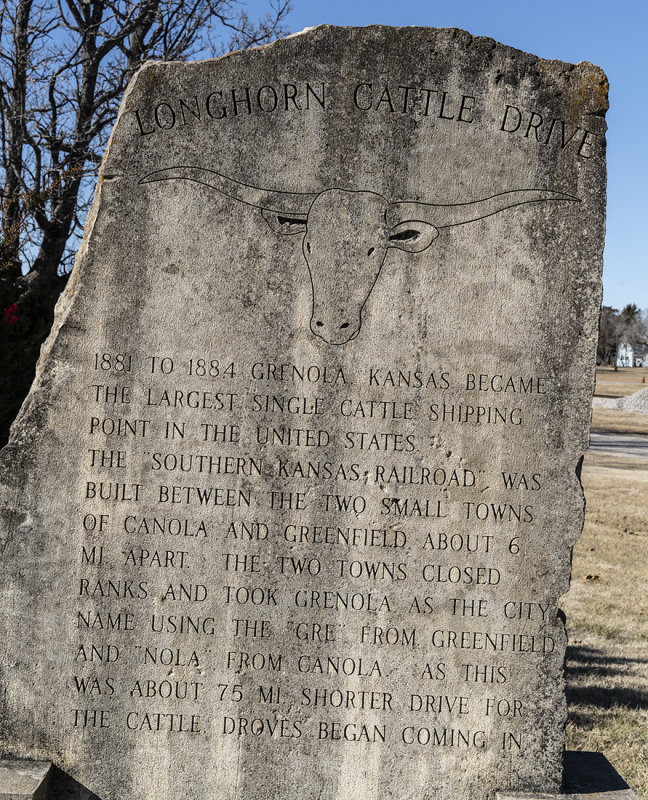 LONGHORN CATTLE DRIVE
1881 TO 1884 GRENOLA, KANSAS BECAME
THE LARGEST SINGLE CATTLE SHIPPING
POINT IN THE UNITED STATES.
THE "SOUTHERN KANSAS RAILROAD" WAS
BUILT BETWEEN THE TWO SMALL TOWNS
OF CANOLA AND GREENFIELD ABOUT 6
MI. APART. THE TWO TOWNS CLOSED
RANKS AND TOOK GRENOLA AS THE CITY
NAME USING THE "GRE" FROM GREENFIELD
AND "NOLA" FROM CANOLA. AS THIS
WAS ABOUT 75 MI. SHORTER DRIVE FOR
THE CATTLE, DROVES BEGAN COMING IN